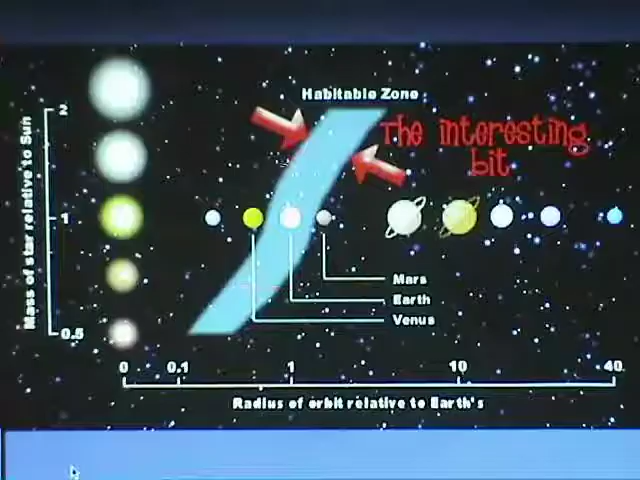 Habitable Zone
The interesting
bit
Mass of star relative to Sun
2
1
0.5
Mars
Earth
Venus
0
0.1
1
10
40
Radius of orbit relative to Earth's